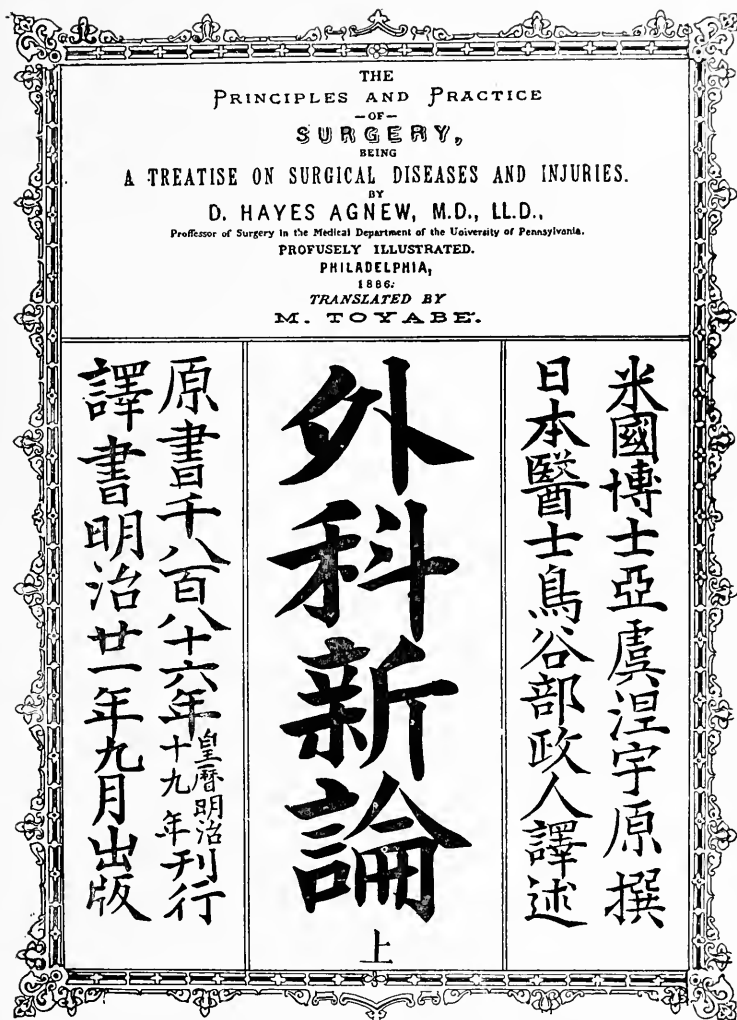 THE
PRINCIPLES AND PRACTICE
—OF—
SURGERY,
BEING
A TREATISE ON SURGICAL DISEASES AND INJURIES.
BY
D. HAYES AGNEW, M.D., LL.D.,
Proffessor of Surgery in the Medical Department of the University of Pennsylvania.
PROFUSELY ILLUSTRATED.
PHILADELPHIA,
1886.
TRANSLATED BY
M. TOYABE.
米國博士亞虞涅宇原撰
日本醫士鳥谷部政人譯述
外科新論
上
原書千八百八十六年皇曆明治十九年刊行
譯書明治廿一年九月出版